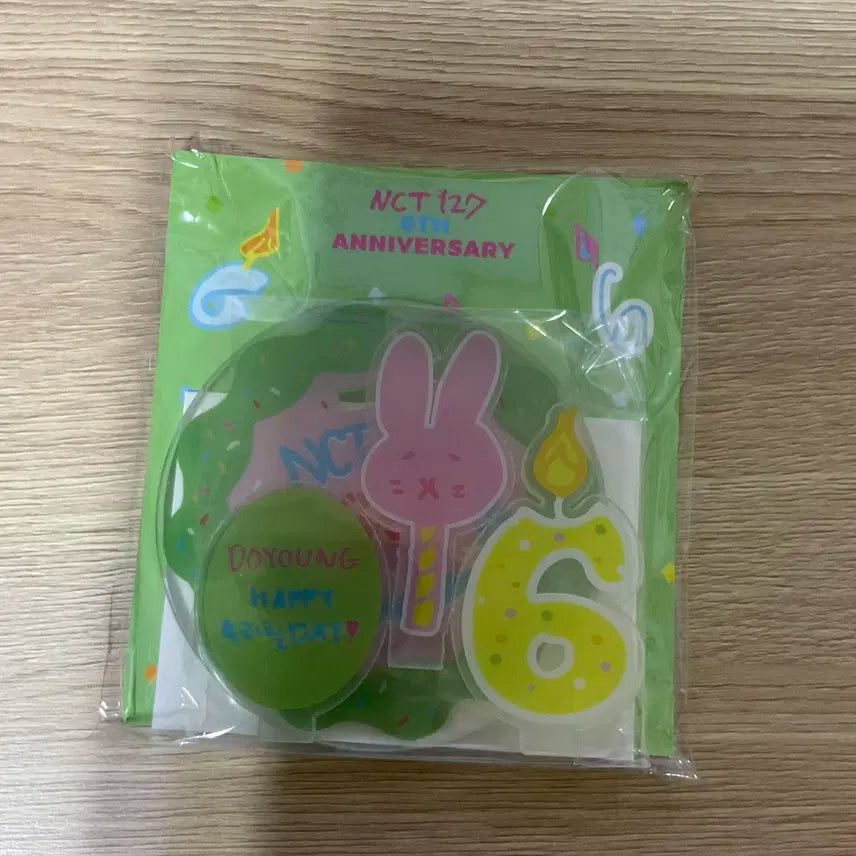 NCT 127
6TH
ANNIVERSARY
NCT
DOYOUNG
HAPPY
6